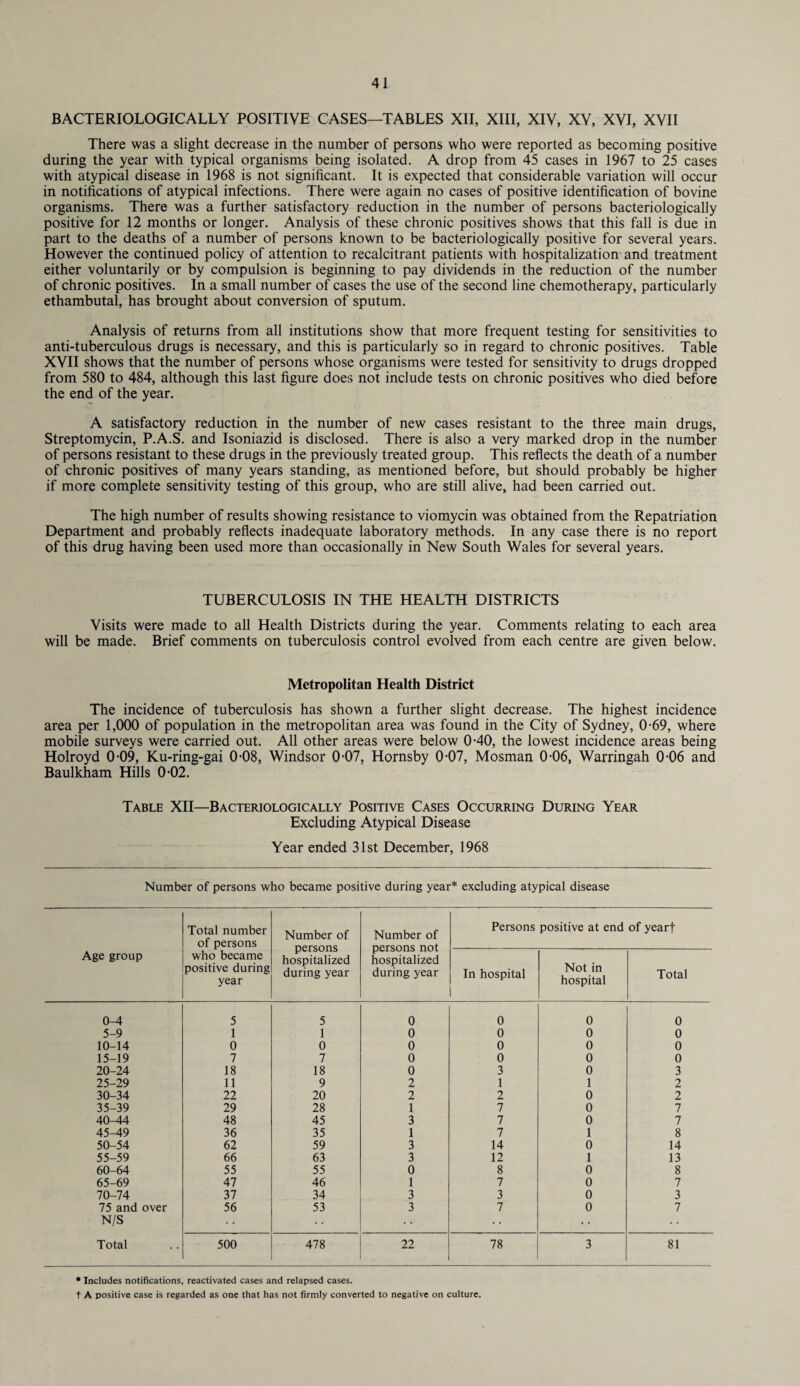 41
BACTERIOLOGICALLY POSITIVE CASES—TABLES XII, XIII, XIV, XV, XVI, XVII
There was a slight decrease in the number of persons who were reported as becoming positive
during the year with typical organisms being isolated. A drop from 45 cases in 1967 to 25 cases
with atypical disease in 1968 is not significant. It is expected that considerable variation will occur
in notifications of atypical infections. There were again no cases of positive identification of bovine
organisms. There was a further satisfactory reduction in the number of persons bacteriologically
positive for 12 months or longer. Analysis of these chronic positives shows that this fall is due in
part to the deaths of a number of persons known to be bacteriologically positive for several years.
However the continued policy of attention to recalcitrant patients with hospitalization and treatment
either voluntarily or by compulsion is beginning to pay dividends in the reduction of the number
of chronic positives. In a small number of cases the use of the second line chemotherapy, particularly
ethambutal, has brought about conversion of sputum.
Analysis of returns from all institutions show that more frequent testing for sensitivities to
anti-tuberculous drugs is necessary, and this is particularly so in regard to chronic positives. Table
XVII shows that the number of persons whose organisms were tested for sensitivity to drugs dropped
from 580 to 484, although this last figure does not include tests on chronic positives who died before
the end of the year.
A satisfactory reduction in the number of new cases resistant to the three main drugs,
Streptomycin, P.A.S. and Isoniazid is disclosed. There is also a very marked drop in the number
of persons resistant to these drugs in the previously treated group. This reflects the death of a number
of chronic positives of many years standing, as mentioned before, but should probably be higher
if more complete sensitivity testing of this group, who are still alive, had been carried out.
The high number of results showing resistance to viomycin was obtained from the Repatriation
Department and probably reflects inadequate laboratory methods. In any case there is no report
of this drug having been used more than occasionally in New South Wales for several years.
TUBERCULOSIS IN THE HEALTH DISTRICTS
Visits were made to all Health Districts during the year. Comments relating to each area
will be made. Brief comments on tuberculosis control evolved from each centre are given below.
Metropolitan Health District
The incidence of tuberculosis has shown a further slight decrease. The highest incidence
area per 1,000 of population in the metropolitan area was found in the City of Sydney, 0·69, where
mobile surveys were carried out. All other areas were below 0·40, the lowest incidence areas being
Holroyd 0·09, Ku-ring-gai 0·08, Windsor 0·07, Hornsby 0·07, Mosman 0·06, Warringah 0·06 and
Baulkham Hills 0·02.
TABLE XII—BACTERIOLOGICALLY POSITIVE CASES OCCURRING DURING YEAR
Excluding Atypical Disease
Year ended 31st December, 1968
Number of persons who became positive during year* excluding atypical disease
Age group | Total number of persons who became positive during year | Number of persons hospitalized during year | Number of persons not hospitalized during year | Persons positive at end of year†
In hospital | Not in hospital | Total
0–4 5 5 0 0 0 0
5–9 1 1 0 0 0 0
10–14 0 0 0 0 0 0
15–19 7 7 0 0 0 0
20–24 18 18 0 3 0 3
25–29 11 9 2 1 1 2
30–34 22 20 2 2 0 2
35–39 29 28 1 7 0 7
40–44 48 45 3 7 0 7
45–49 36 35 1 7 1 8
50–54 62 59 3 14 0 14
55–59 66 63 3 12 1 13
60–64 55 55 0 8 0 8
65–69 47 46 1 7 0 7
70–74 37 34 3 3 0 3
75 and over 56 53 3 7 0 7
N/S .. .. .. .. .. ..
Total .. 500 478 22 78 3 81
* Includes notifications, reactivated cases and relapsed cases.
† A positive case is regarded as one that has not firmly converted to negative on culture.